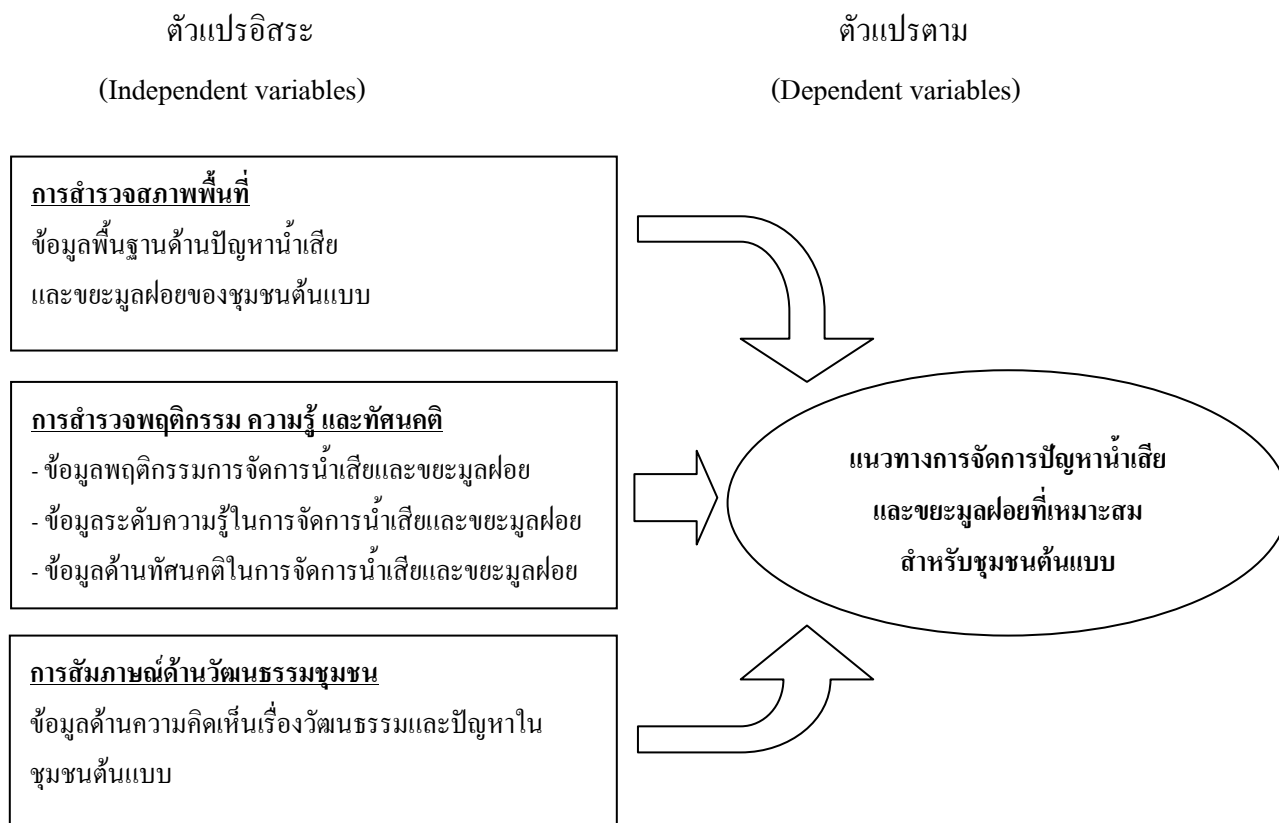 ตัวแปรอิสระ
(Independent variables)
ตัวแปรตาม
(Dependent variables)
การสำรวจสภาพพื้นที่
ข้อมูลพื้นฐานด้านปัญหาน้ำเสีย
และขยะมูลฝอยของชุมชนต้นแบบ
การสำรวจพฤติกรรม ความรู้ และทัศนคติ
- ข้อมูลพฤติกรรมการจัดการน้ำเสียและขยะมูลฝอย
- ข้อมูลระดับความรู้ในการจัดการน้ำเสียและขยะมูลฝอย
- ข้อมูลด้านทัศนคติในการจัดการน้ำเสียและขยะมูลฝอย
การสัมภาษณ์ด้านวัฒนธรรมชุมชน
ข้อมูลด้านความคิดเห็นเรื่องวัฒนธรรมและปัญหาใน
ชุมชนต้นแบบ
แนวทางการจัดการปัญหาน้ำเสีย
และขยะมูลฝอยที่เหมาะสม
สำหรับชุมชนต้นแบบ